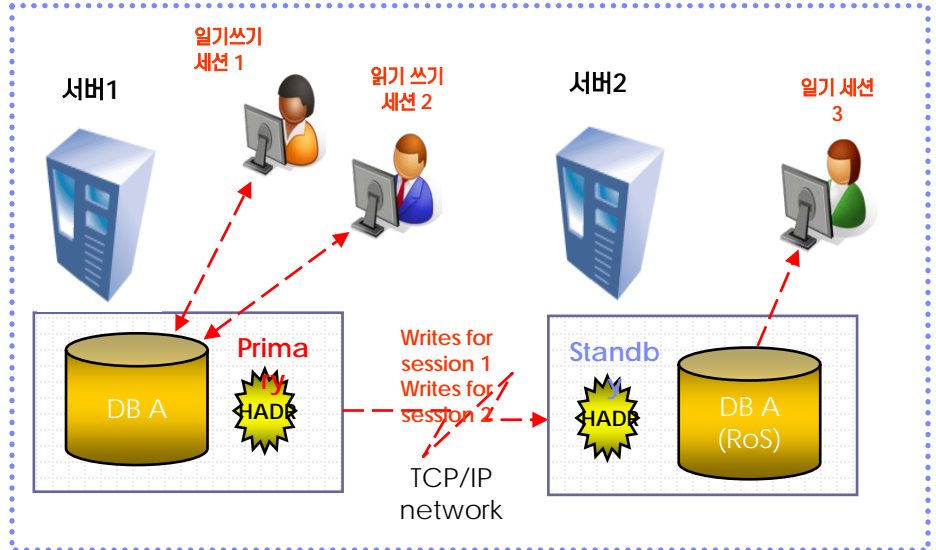 서버1
일기쓰기
세션 1
읽기 쓰기
세션 2
서버2
일기 세션
3
DB A
Prima
ry
HADR
Writes for
session 1
Writes for
session 2
TCP/IP
network
Standb
y
HADR
DB A
(RoS)